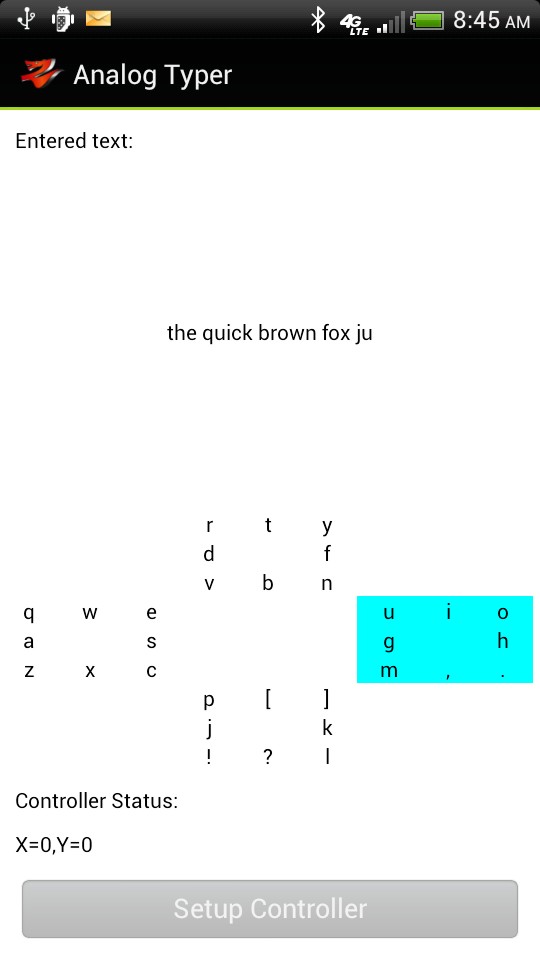 4G LTE 8:45 AM
Analog Typer
Entered text:
the quick brown fox ju
r t y
d f
v b n
q w e u i o
a s g h
z x c m , .
p [ ]
j k
! ? l
Controller Status:
X=0,Y=0
Setup Controller